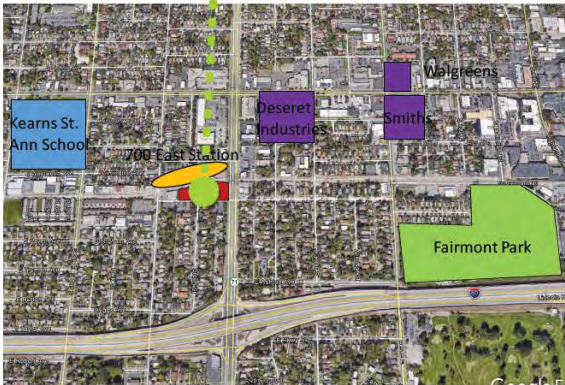 Walgreens
Kearns St.
Ann School
Deseret
Industries
Smiths
700 East Station
Fairmont Park